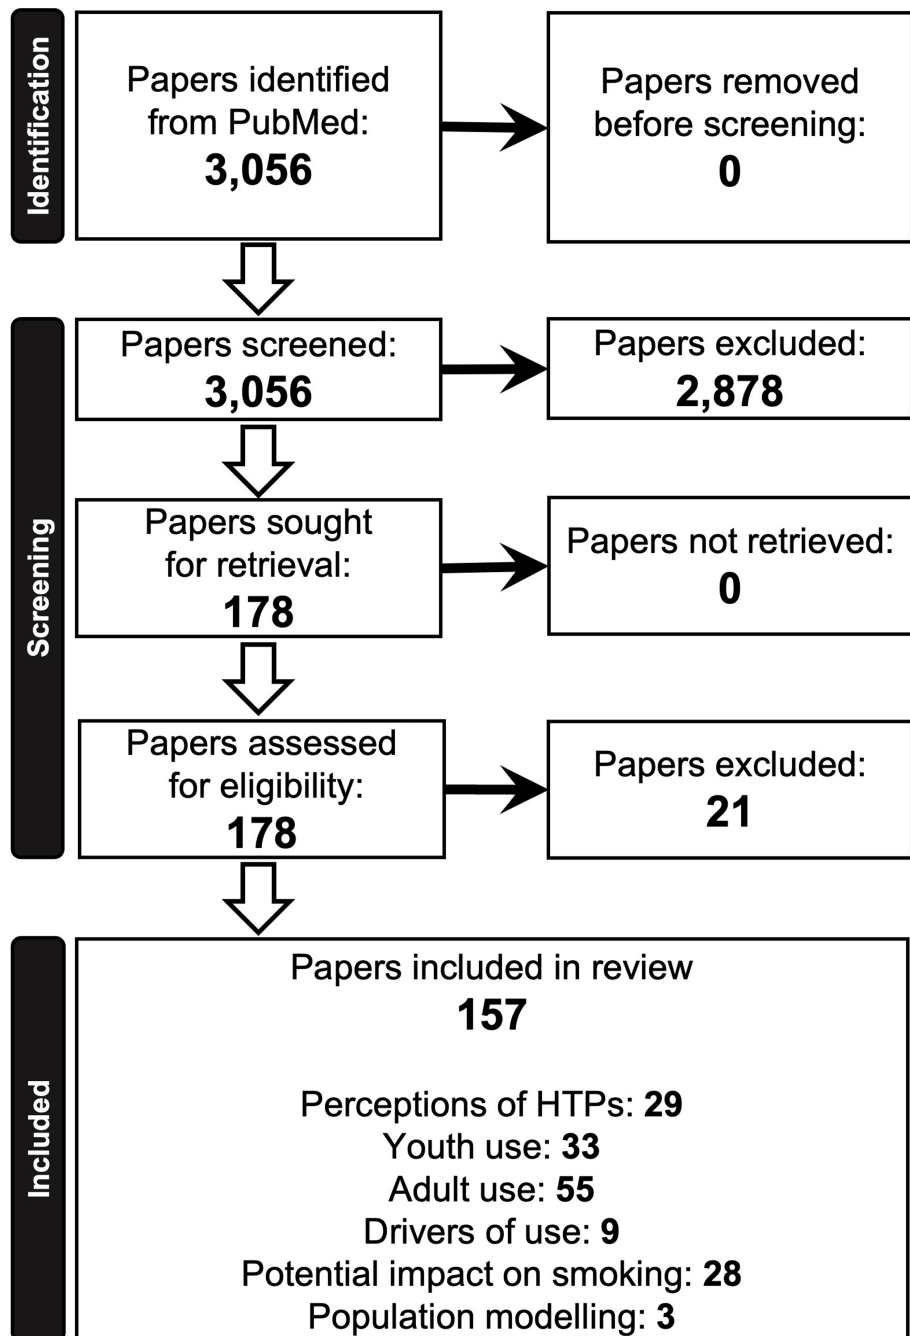 Identification
Papers identified
from PubMed:
3,056
Papers removed
before screening:
0
Screening
Papers screened:
3,056
Papers excluded:
2,878
Papers sought
for retrieval:
178
Papers not retrieved:
0
Papers assessed
for eligibility:
178
Papers excluded:
21
Included
Papers included in review
157
Perceptions of HTPs: 29
Youth use: 33
Adult use: 55
Drivers of use: 9
Potential impact on smoking: 28
Population modelling: 3